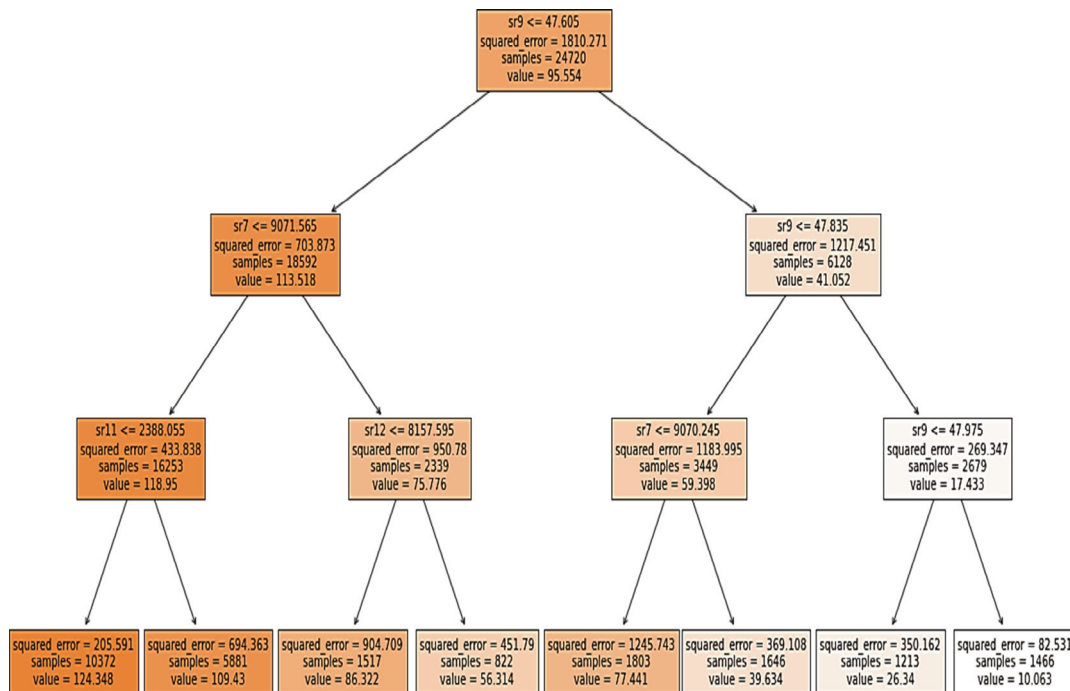 sr9 <= 47.605
squared_error = 1810.271
samples = 24720
value = 95.554
sr7 <= 9071.565
squared_error = 703.873
samples = 18592
value = 113.518
sr9 <= 47.835
squared_error = 1217.451
samples = 6128
value = 41.052
sr11 <= 2388.055
squared_error = 433.838
samples = 16253
value = 118.95
sr12 <= 8157.595
squared_error = 950.78
samples = 2339
value = 75.776
sr7 <= 9070.245
squared_error = 1183.995
samples = 3449
value = 59.398
sr9 <= 47.975
squared_error = 269.347
samples = 2679
value = 17.433
squared_error = 205.591
samples = 10372
value = 124.348
squared_error = 694.363
samples = 5881
value = 109.43
squared_error = 904.709
samples = 1517
value = 86.322
squared_error = 451.79
samples = 822
value = 56.314
squared_error = 1245.743
samples = 1803
value = 77.441
squared_error = 369.108
samples = 1646
value = 39.634
squared_error = 350.162
samples = 1213
value = 26.34
squared_error = 82.531
samples = 1466
value = 10.063